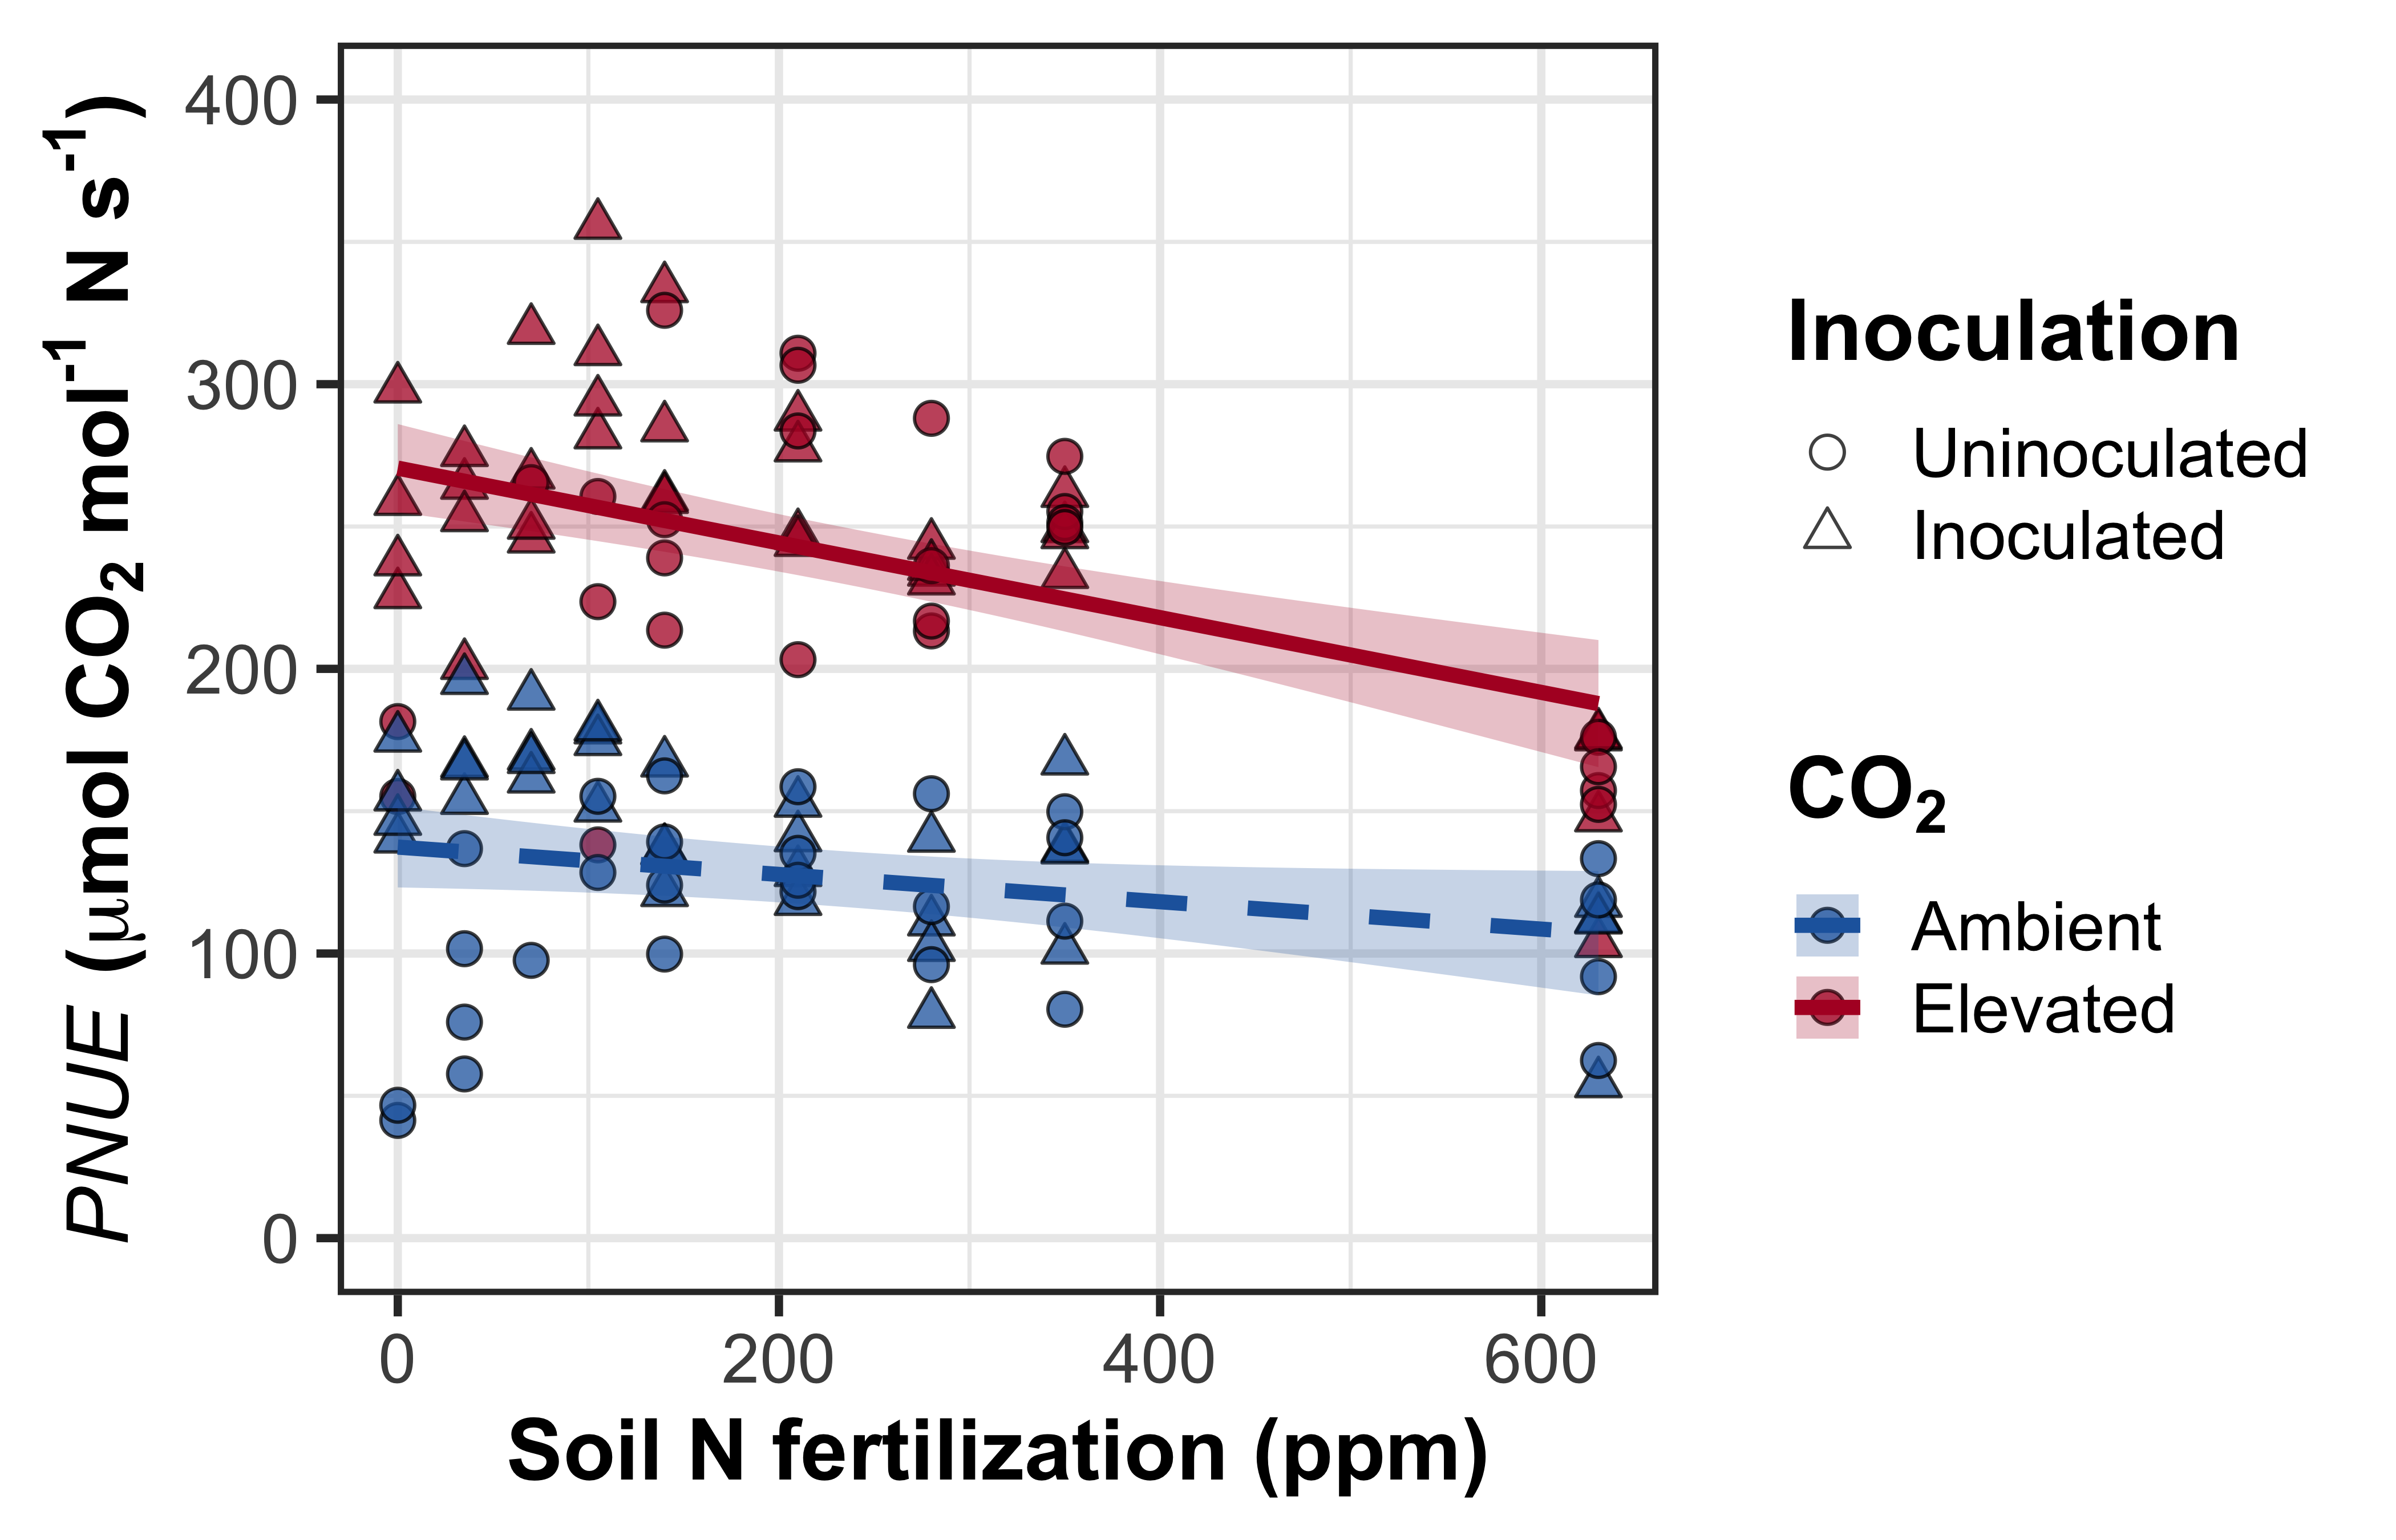 PNUE (μmol CO₂ mol⁻¹ N s⁻¹)
400
300
200
100
0
0 200 400 600
Soil N fertilization (ppm)
Inoculation
Uninoculated
Inoculated
CO₂
Ambient
Elevated